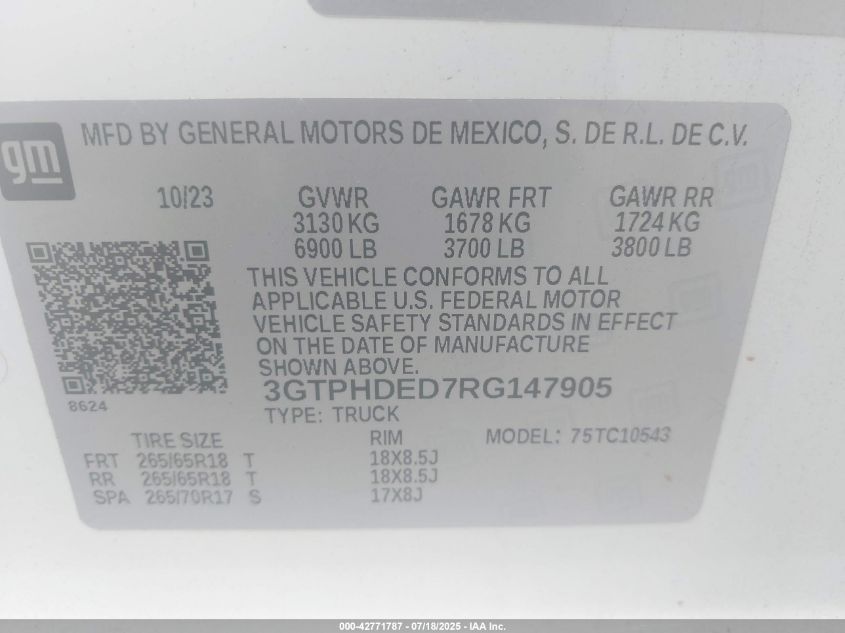 gm
MFD BY GENERAL MOTORS DE MEXICO, S. DE R.L. DE C.V.
10/23 GVWR GAWR FRT GAWR RR
3130 KG 1678 KG 1724 KG
6900 LB 3700 LB 3800 LB
THIS VEHICLE CONFORMS TO ALL
APPLICABLE U.S. FEDERAL MOTOR
VEHICLE SAFETY STANDARDS IN EFFECT
ON THE DATE OF MANUFACTURE
SHOWN ABOVE.
3GTPHDED7RG147905
8624
TYPE: TRUCK
TIRE SIZE RIM MODEL: 75TC10543
FRT 265/65R18 T 18X8.5J
RR 265/65R18 T 18X8.5J
SPA 265/70R17 S 17X8J
000-42771787 - 07/18/2025 - IAA Inc.